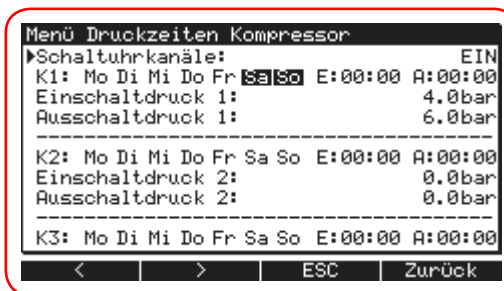 Menü Druckzeiten Kompressor
▶Schaltuhrkanäle: EIN
K1: Mo Di Mi Do Fr Sa So E:00:00 A:00:00
Einschaltdruck 1: 4.0bar
Ausschaltdruck 1: 6.0bar
K2: Mo Di Mi Do Fr Sa So E:00:00 A:00:00
Einschaltdruck 2: 0.0bar
Ausschaltdruck 2: 0.0bar
K3: Mo Di Mi Do Fr Sa So E:00:00 A:00:00
< > ESC Zurück